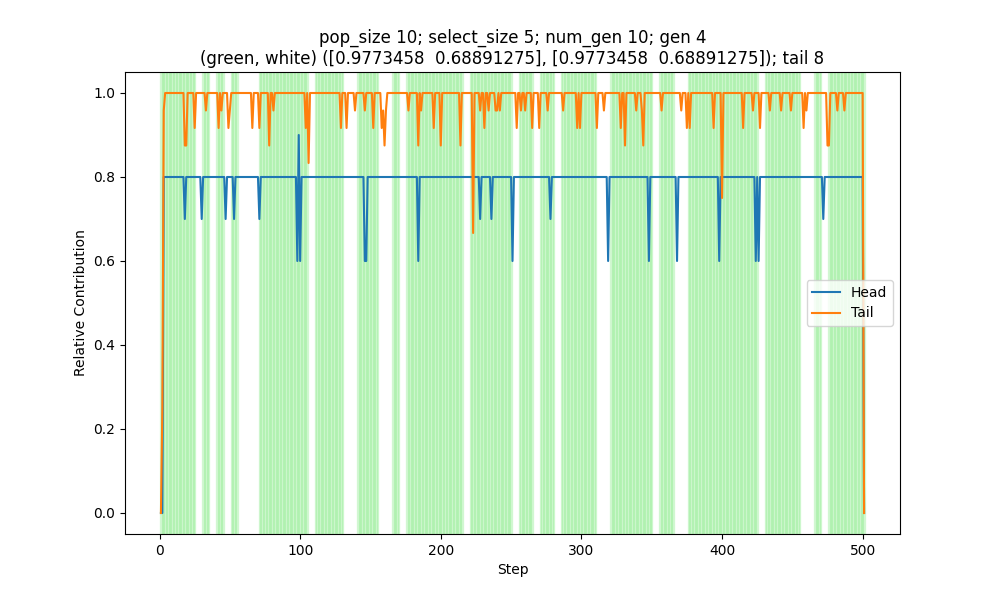 pop_size 10; select_size 5; num_gen 10; gen 4
(green, white) ([0.9773458  0.68891275], [0.9773458  0.68891275]); tail 8
Relative Contribution
1.0
0.8
0.6
0.4
0.2
0.0
Head
Tail
0
100
200
300
400
500
Step